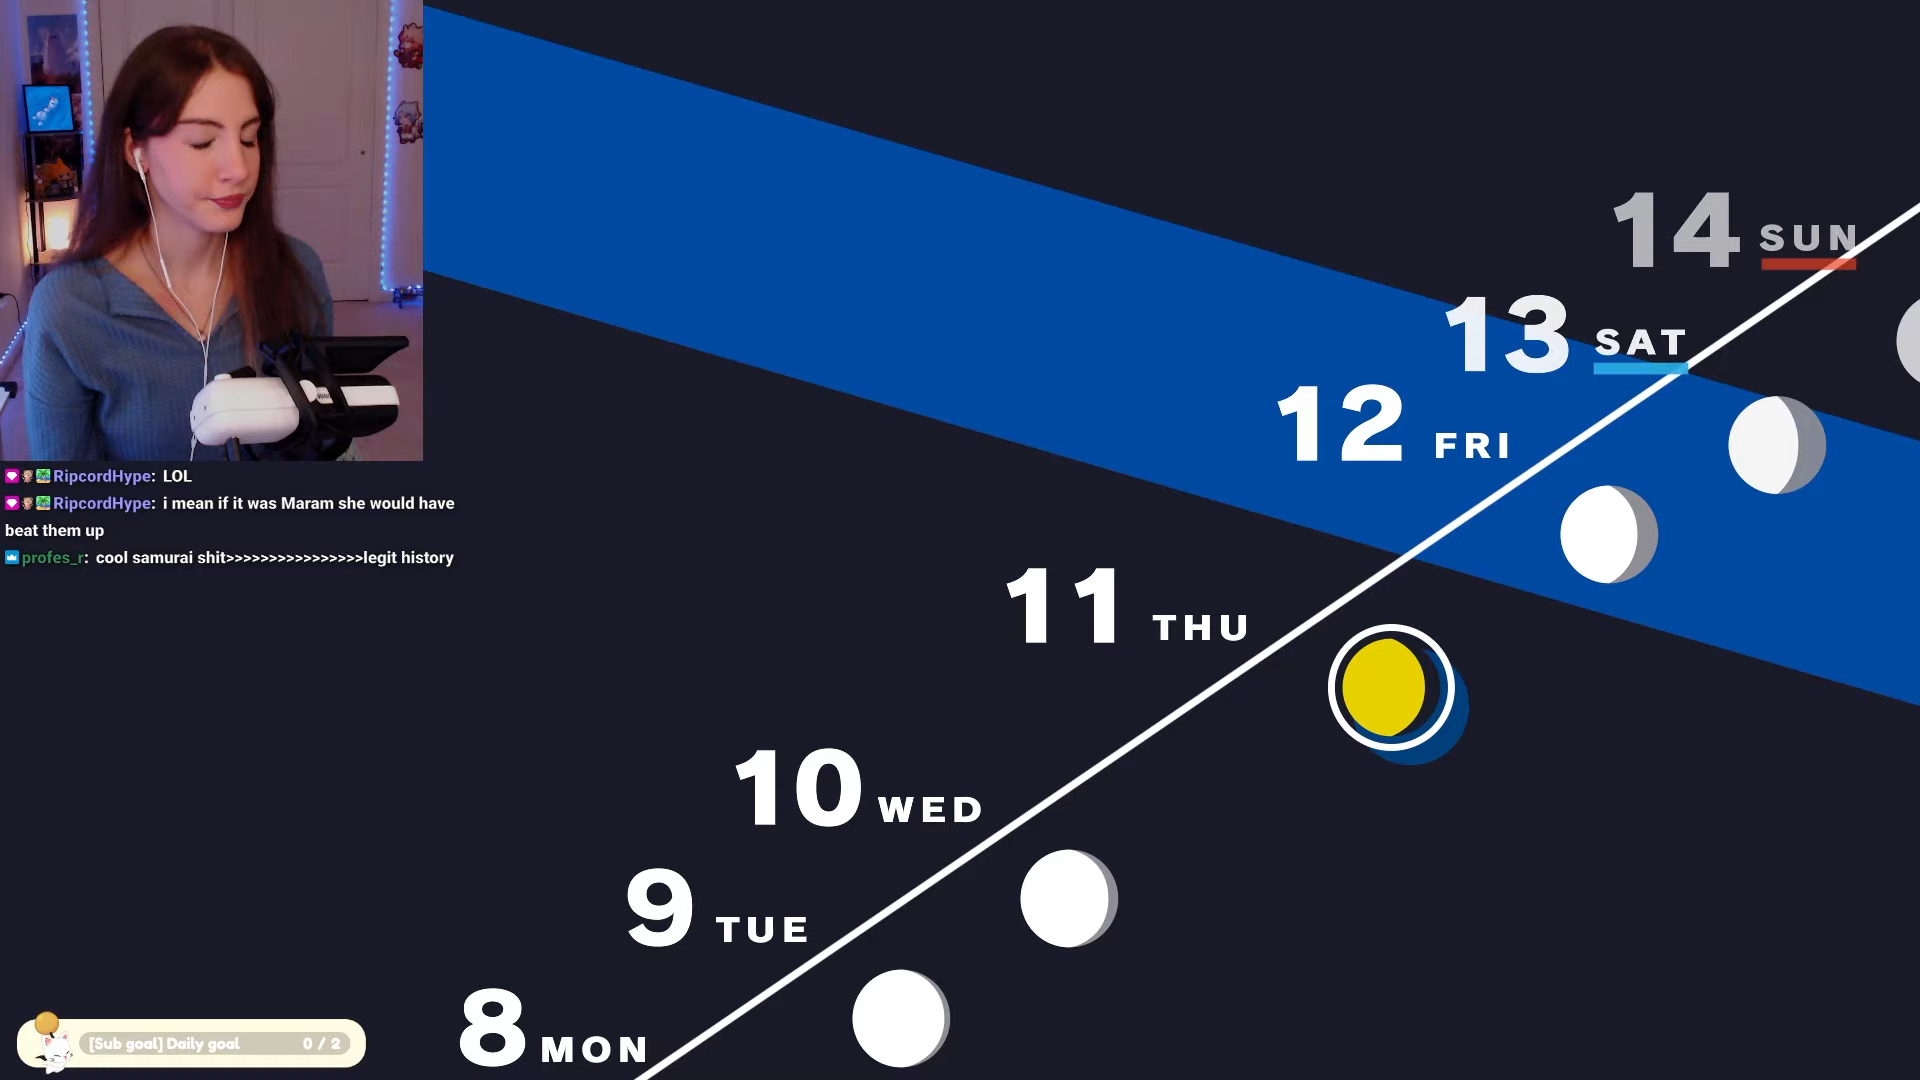 14 SUN
13 SAT
12 FRI
RipcordHype: LOL
RipcordHype: i mean if it was Maram she would have
beat them up
profes_r: cool samurai shit>>>>>>>>>>>>>>>>legit history
11 THU
10 WED
9 TUE
8 MON
[Sub goal] Daily goal 0 / 2